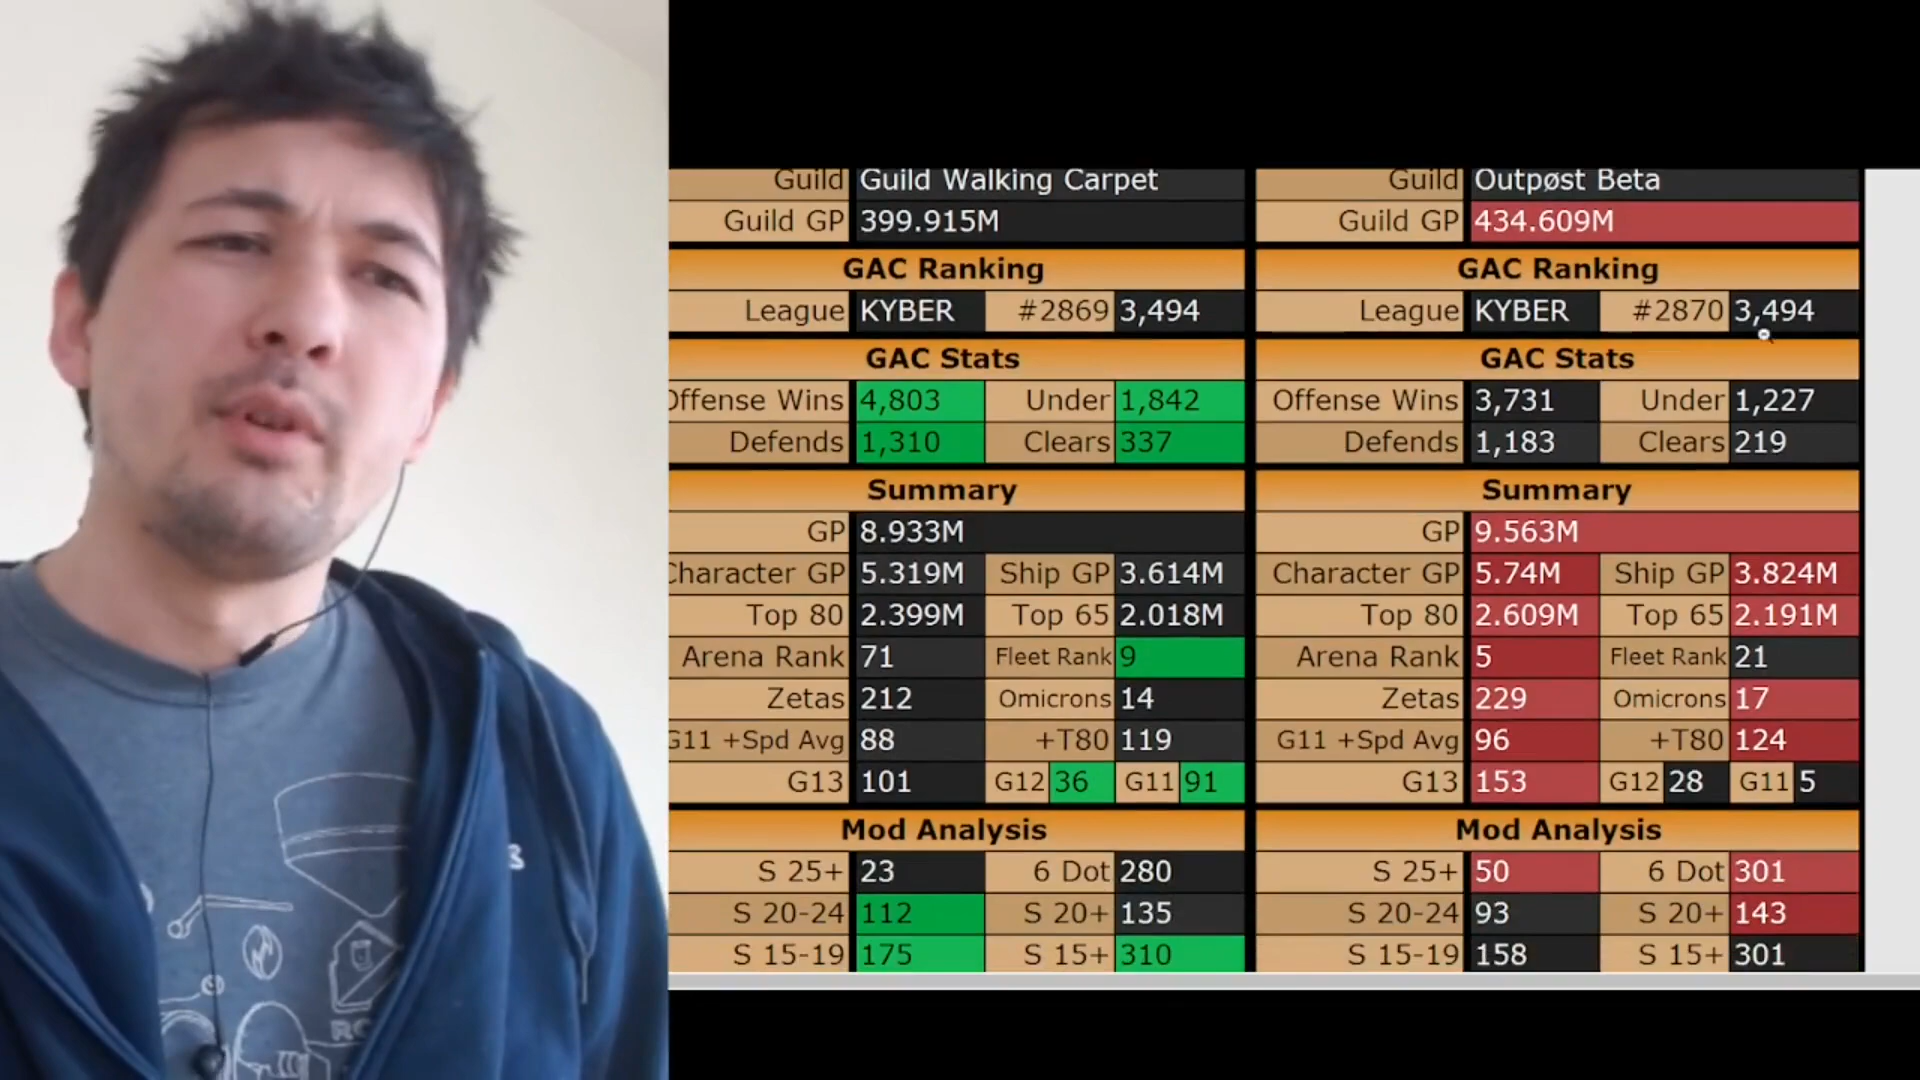 Guild Guild Walking Carpet
Guild GP 399.915M
GAC Ranking
League KYBER #2869 3,494
GAC Stats
Offense Wins 4,803 Under 1,842
Defends 1,310 Clears 337
Summary
GP 8.933M
Character GP 5.319M Ship GP 3.614M
Top 80 2.399M Top 65 2.018M
Arena Rank 71 Fleet Rank 9
Zetas 212 Omicrons 14
G11 +Spd Avg 88 +T80 119
G13 101 G12 36 G11 91
Mod Analysis
S 25+ 23 6 Dot 280
S 20-24 112 S 20+ 135
S 15-19 175 S 15+ 310
Guild Outpøst Beta
Guild GP 434.609M
GAC Ranking
League KYBER #2870 3,494
GAC Stats
Offense Wins 3,731 Under 1,227
Defends 1,183 Clears 219
Summary
GP 9.563M
Character GP 5.74M Ship GP 3.824M
Top 80 2.609M Top 65 2.191M
Arena Rank 5 Fleet Rank 21
Zetas 229 Omicrons 17
G11 +Spd Avg 96 +T80 124
G13 153 G12 28 G11 5
Mod Analysis
S 25+ 50 6 Dot 301
S 20-24 93 S 20+ 143
S 15-19 158 S 15+ 301